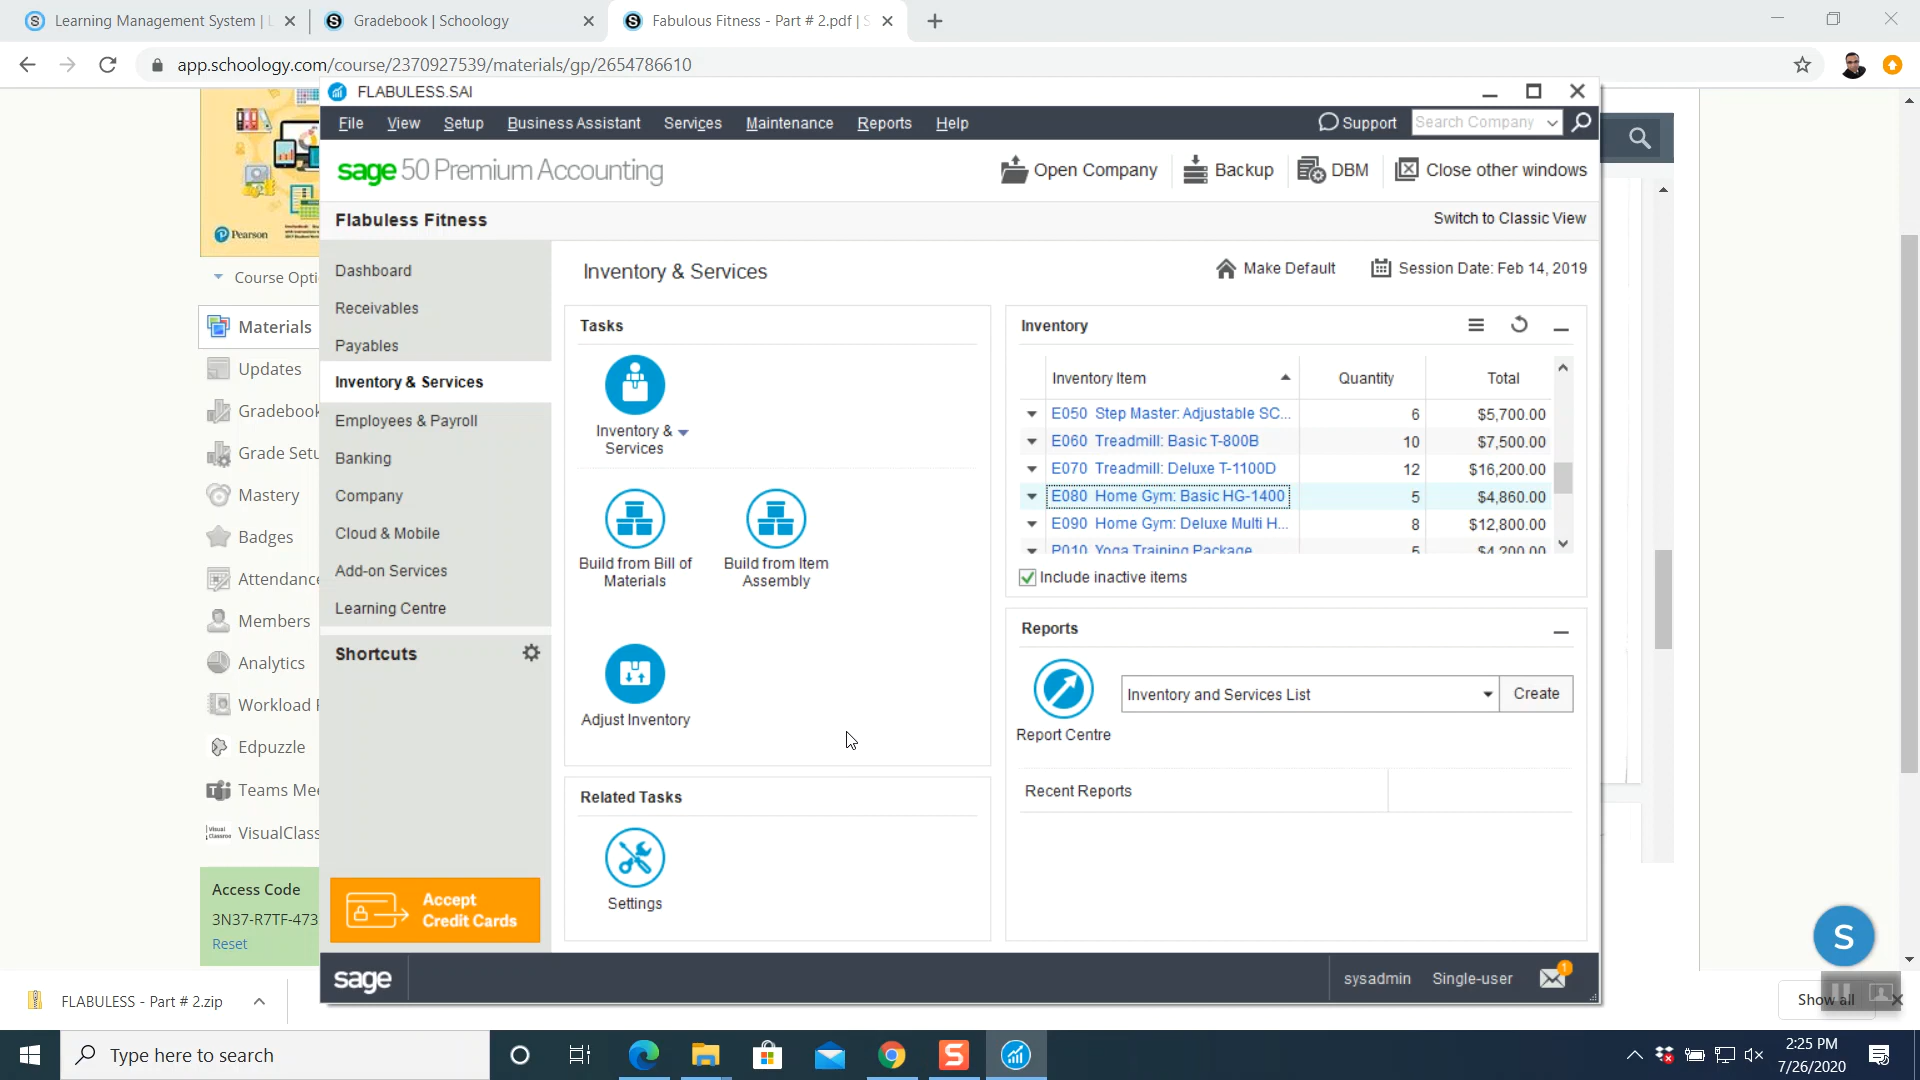 Learning Management System | L
Gradebook | Schoology
Fabulous Fitness - Part # 2.pdf | S
app.schoology.com/course/2370927539/materials/gp/2654786610
Pearson
Course Opti
Materials
Updates
Gradebook
Grade Setu
Mastery
Badges
Attendance
Members
Analytics
Workload P
Edpuzzle
Teams Mee
VisualClass
Access Code
3N37-R7TF-473
Reset
FLABULESS.SAI
File View Setup Business Assistant Services Maintenance Reports Help
Support
Search Company
sage 50 Premium Accounting
Open Company
Backup
DBM
Close other windows
Flabuless Fitness
Switch to Classic View
Dashboard
Receivables
Payables
Inventory & Services
Employees & Payroll
Banking
Company
Cloud & Mobile
Add-on Services
Learning Centre
Shortcuts
Accept
Credit Cards
Inventory & Services
Make Default
Session Date: Feb 14, 2019
Tasks
Inventory &
Services
Build from Bill of
Materials
Build from Item
Assembly
Adjust Inventory
Related Tasks
Settings
Inventory
Inventory Item Quantity Total
E050 Step Master: Adjustable SC... 6 $5,700.00
E060 Treadmill: Basic T-800B 10 $7,500.00
E070 Treadmill: Deluxe T-1100D 12 $16,200.00
E080 Home Gym: Basic HG-1400 5 $4,860.00
E090 Home Gym: Deluxe Multi H... 8 $12,800.00
P010 Yoga Training Package 5 $4,200.00
Include inactive items
Reports
Report Centre
Inventory and Services List
Create
Recent Reports
sage
sysadmin
Single-user
1
S
FLABULESS - Part # 2.zip
Show all
Type here to search
2:25 PM
7/26/2020